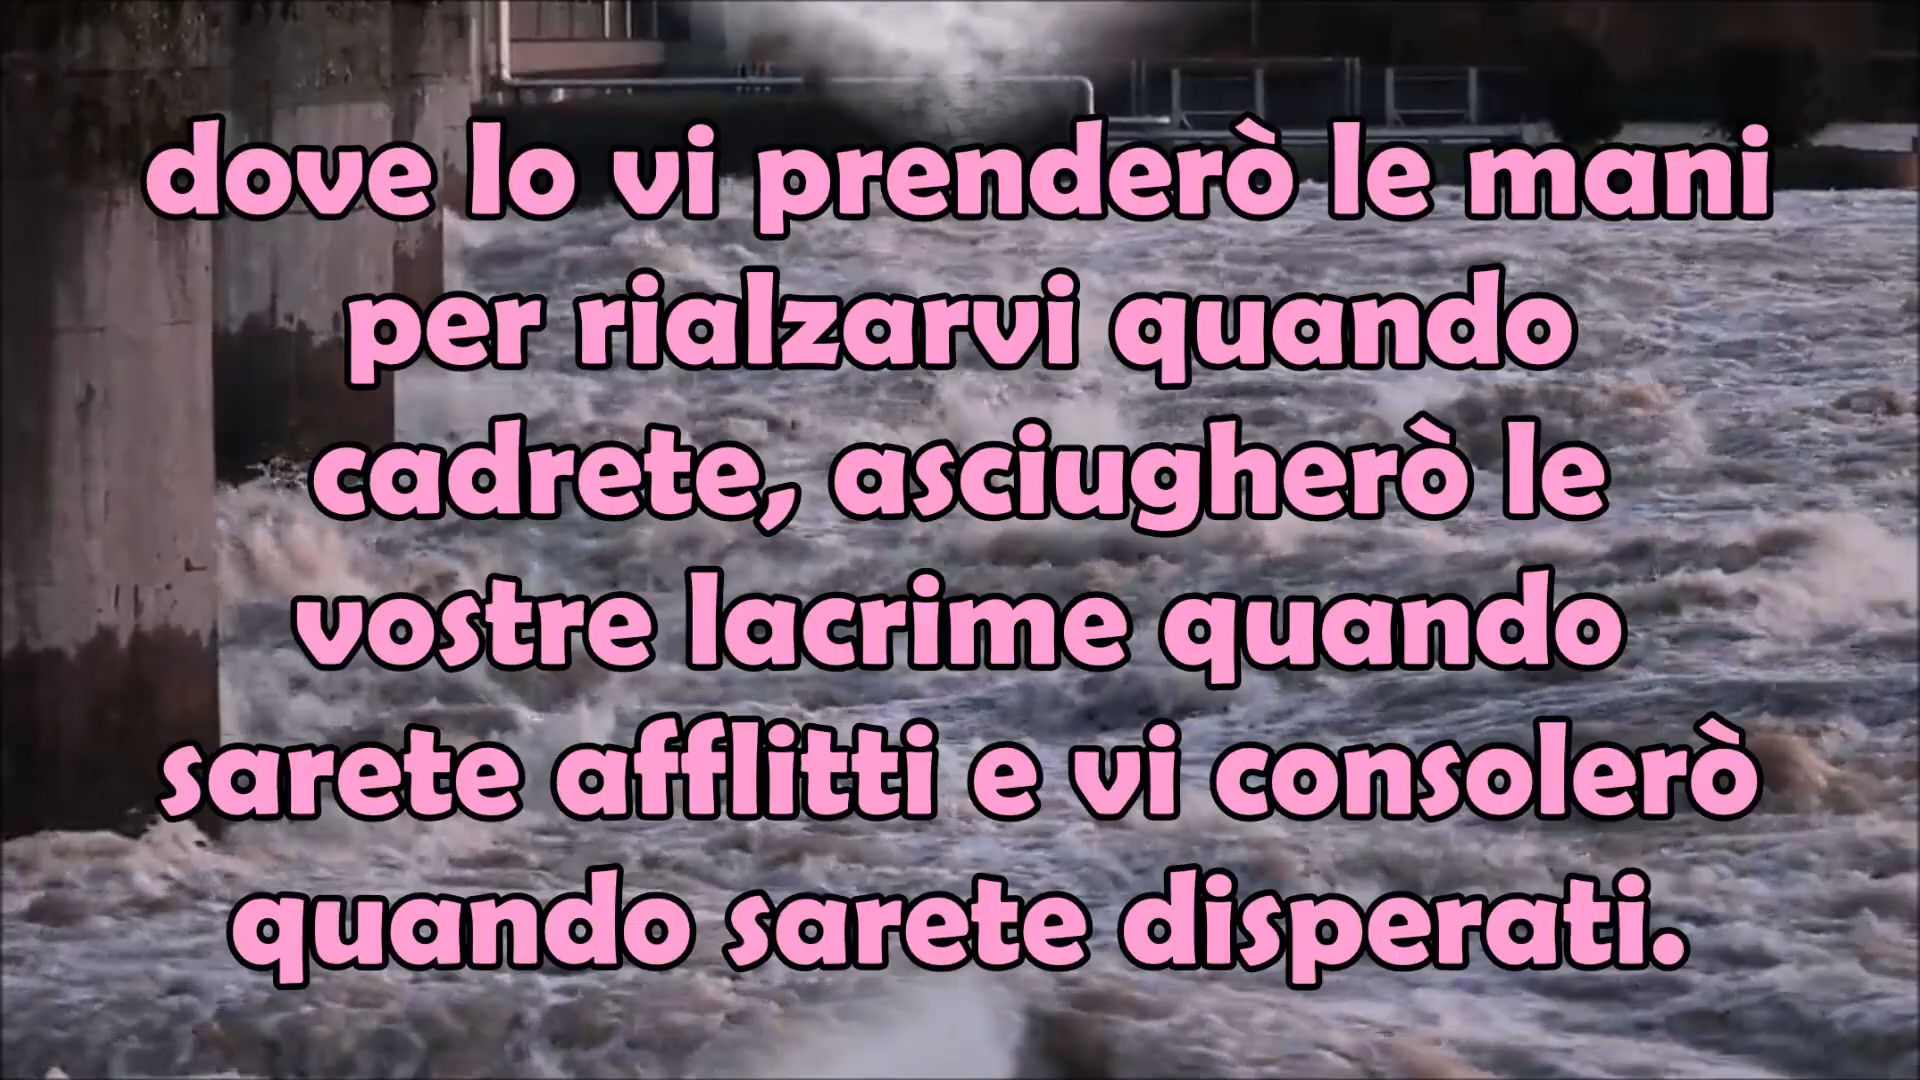 dove Io vi prenderò le mani
per rialzarvi quando
cadrete, asciugherò le
vostre lacrime quando
sarete afflitti e vi consolerò
quando sarete disperati.